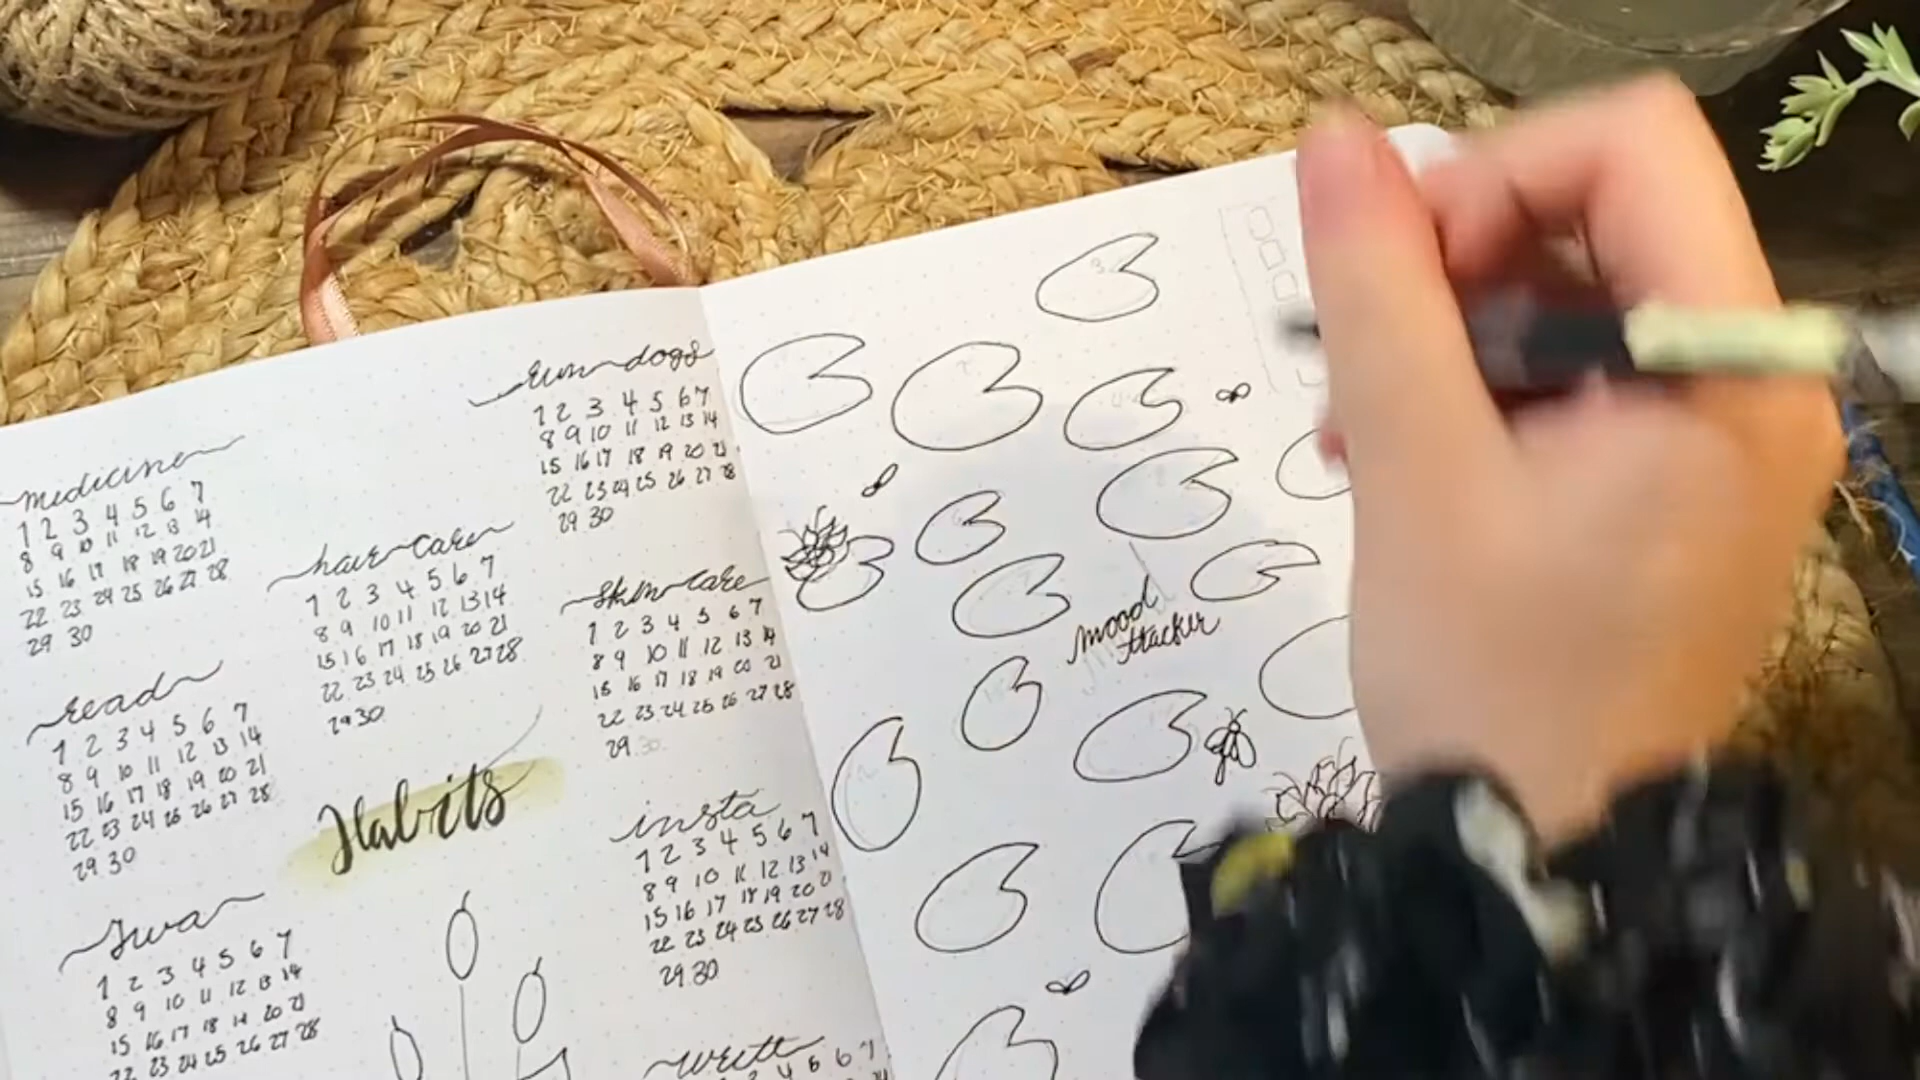 medicine
1 2 3 4 5 6 7
8 9 10 11 12 13 14
15 16 17 18 19 20 21
22 23 24 25 26 27 28
29 30
read
1 2 3 4 5 6 7
8 9 10 11 12 13 14
15 16 17 18 19 20 21
22 23 24 25 26 27 28
29 30
1 2 3 4 5 6 7
8 9 10 11 12 13 14
15 16 17 18 19 20 21
22 23 24 25 26 27 28
hair care
1 2 3 4 5 6 7
8 9 10 11 12 13 14
15 16 17 18 19 20 21
22 23 24 25 26 27 28
29 30
Habits
run dogs
1 2 3 4 5 6 7
8 9 10 11 12 13 14
15 16 17 18 19 20 21
22 23 24 25 26 27 28
29 30
skin care
1 2 3 4 5 6 7
8 9 10 11 12 13 14
15 16 17 18 19 20 21
22 23 24 25 26 27 28
29 30
insta
1 2 3 4 5 6 7
8 9 10 11 12 13 14
15 16 17 18 19 20 21
22 23 24 25 26 27 28
29 30
4 5 6 7
mood
tracker